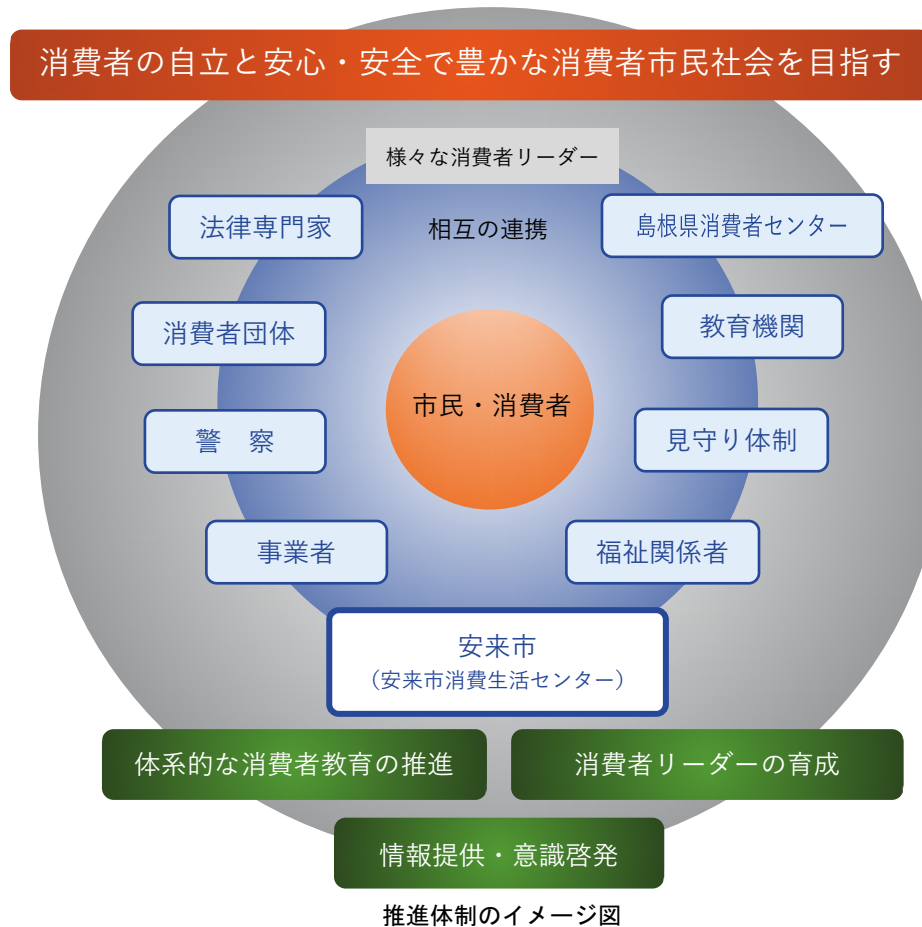 消費者の自立と安心・安全で豊かな消費者市民社会を目指す
様々な消費者リーダー
法律専門家
相互の連携
島根県消費者センター
消費者団体
教育機関
市民・消費者
警　察
見守り体制
事業者
福祉関係者
安来市
（安来市消費生活センター）
体系的な消費者教育の推進
消費者リーダーの育成
情報提供・意識啓発
推進体制のイメージ図